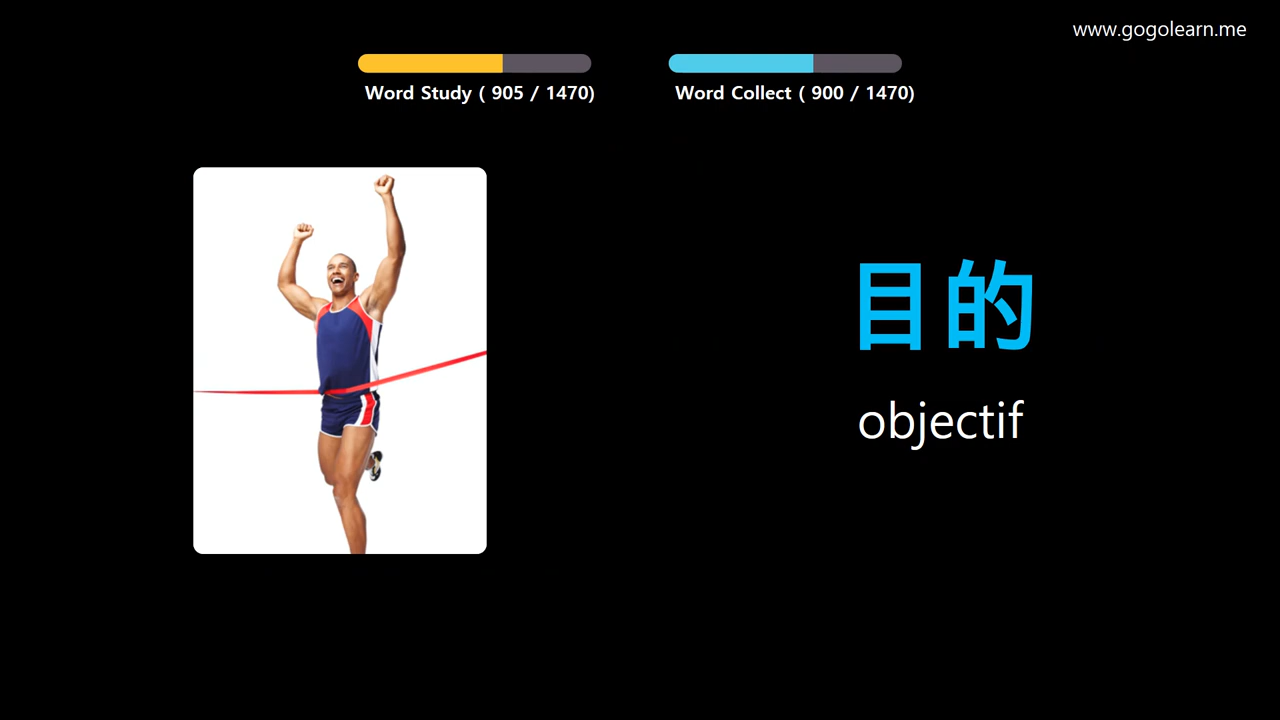 www.gogolearn.me
Word Study ( 905 / 1470)
Word Collect ( 900 / 1470)
目的
objectif